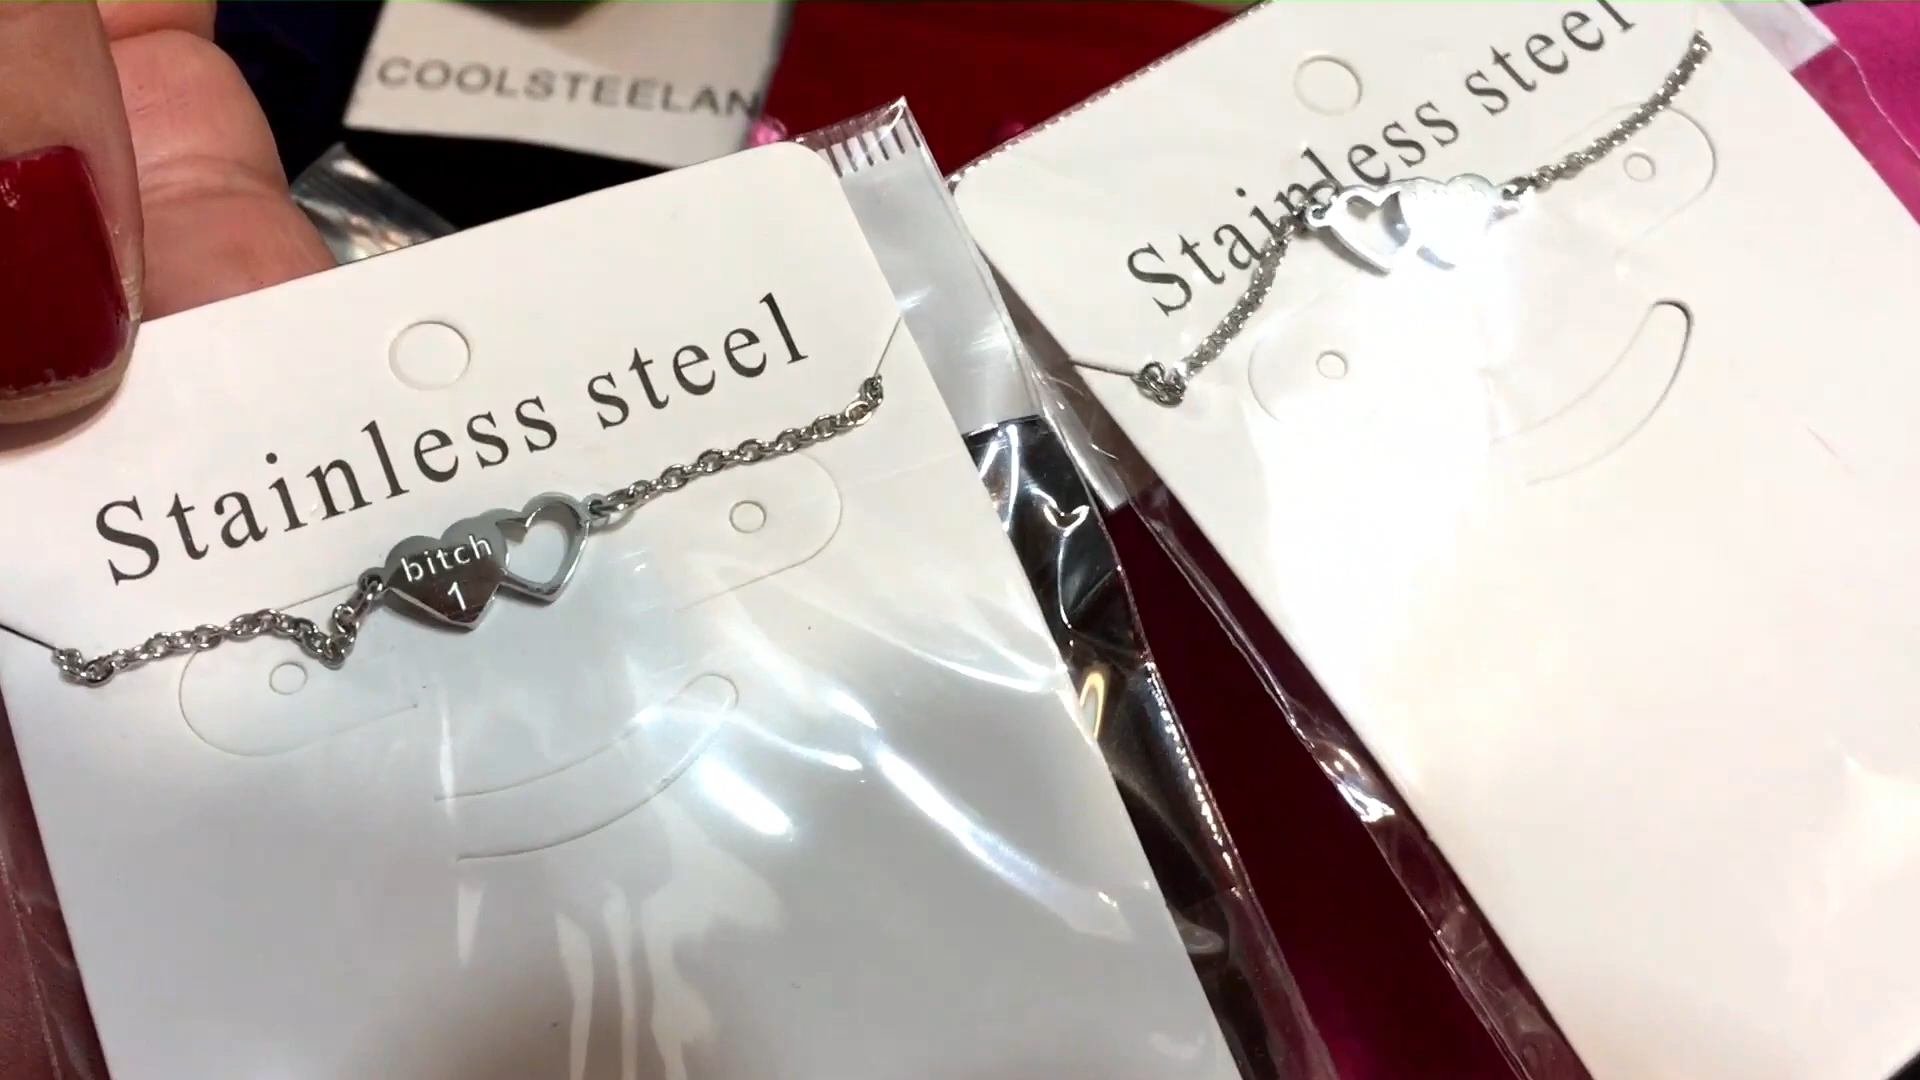 COOLSTEELAN
Stainless steel
bitch
1
Stainless steel